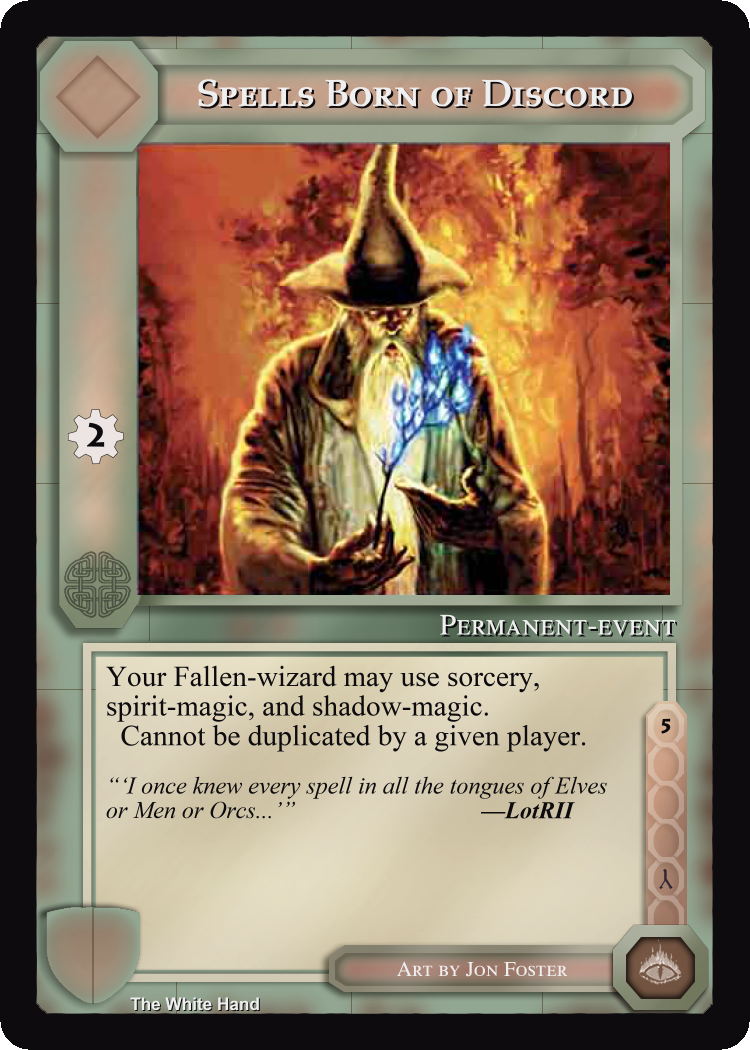 Spells Born of Discord
2
Permanent-event
Your Fallen-wizard may use sorcery,
spirit-magic, and shadow-magic.
Cannot be duplicated by a given player.
“‘I once knew every spell in all the tongues of Elves
or Men or Orcs...’” —LotRII
5
Art by Jon Foster
The White Hand